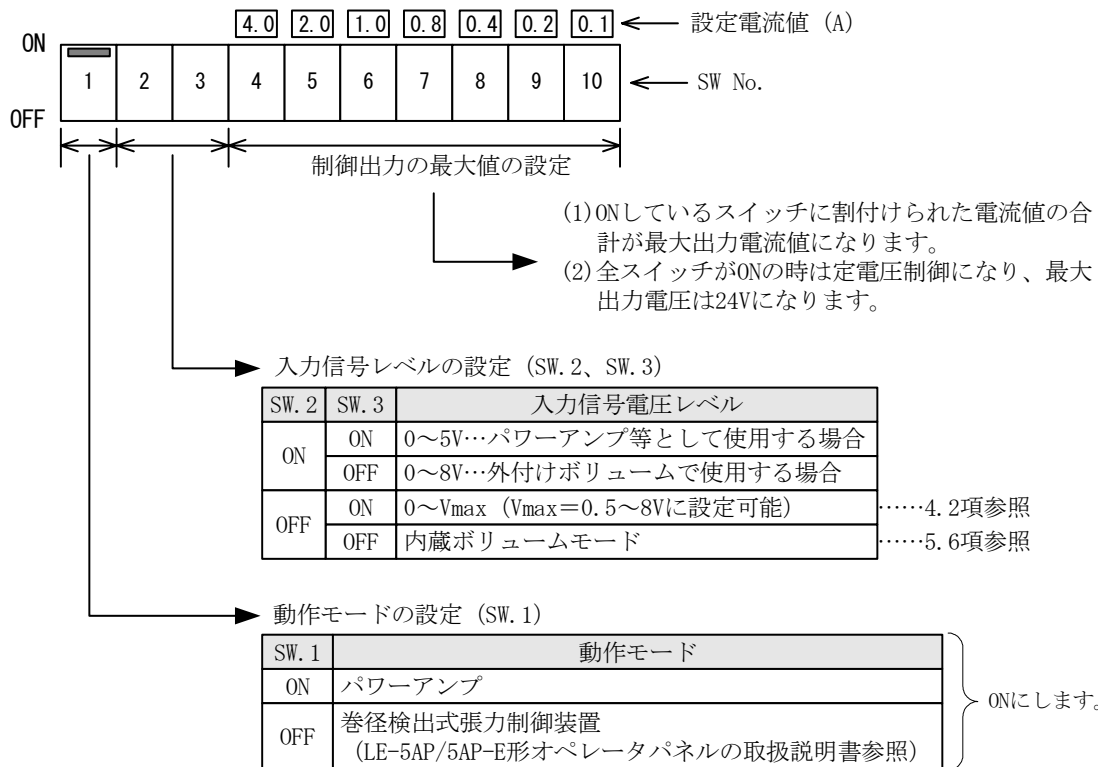 4.0 2.0 1.0 0.8 0.4 0.2 0.1 設定電流値 (A)
ON
1 2 3 4 5 6 7 8 9 10 SW No.
OFF
制御出力の最大値の設定
(1)ONしているスイッチに割付けられた電流値の合
計が最大出力電流値になります。
(2)全スイッチがONの時は定電圧制御になり、最大
出力電圧は24Vになります。
入力信号レベルの設定 (SW.2、SW.3)
SW.2 SW.3 入力信号電圧レベル
ON ON 0～5V…パワーアンプ等として使用する場合
OFF 0～8V…外付けボリュームで使用する場合
OFF ON 0～Vmax (Vmax＝0.5～8Vに設定可能) ……4.2項参照
OFF 内蔵ボリュームモード ……5.6項参照
動作モードの設定 (SW.1)
SW.1 動作モード
ON パワーアンプ
OFF 巻径検出式張力制御装置
(LE-5AP/5AP-E形オペレータパネルの取扱説明書参照)
ONにします。